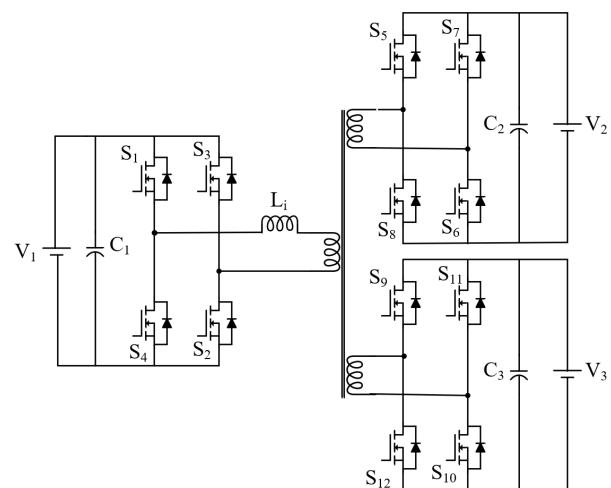 S5 S7
C2 V2
S8 S6
S1 S3
Li
V1 C1
S4 S2
S9 S11
C3 V3
S12 S10